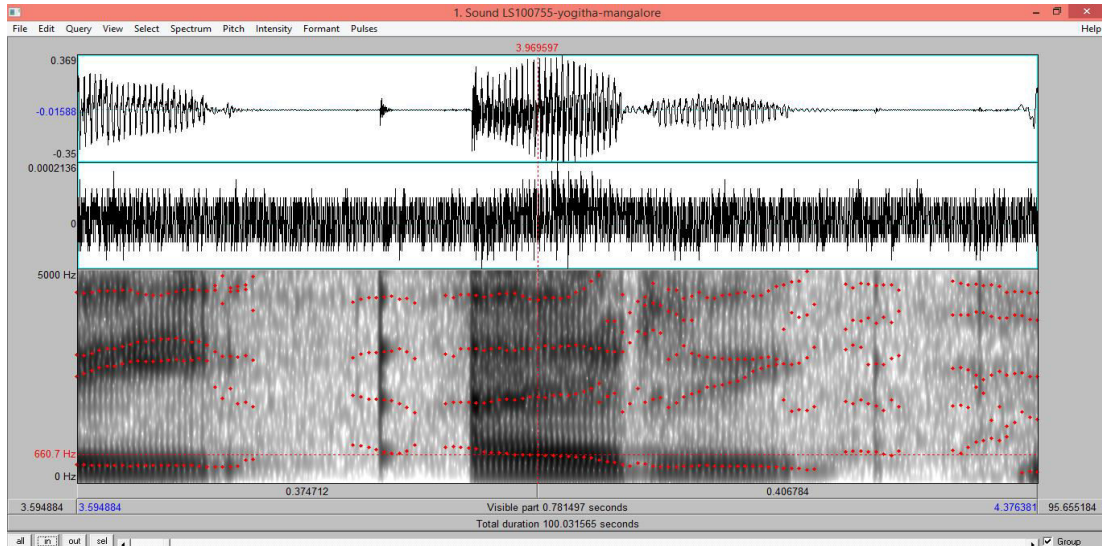 1. Sound LS100755-yogitha-mangalore
File Edit Query View Select Spectrum Pitch Intensity Formant Pulses Help
3.969597
0.369
-0.01588
-0.35
0.0002136
0
5000 Hz
660.7 Hz
0 Hz
0.374712 0.406784
3.594884 3.594884 Visible part 0.781497 seconds 4.376381 95.655184
Total duration 100.031565 seconds
all in out sel Group